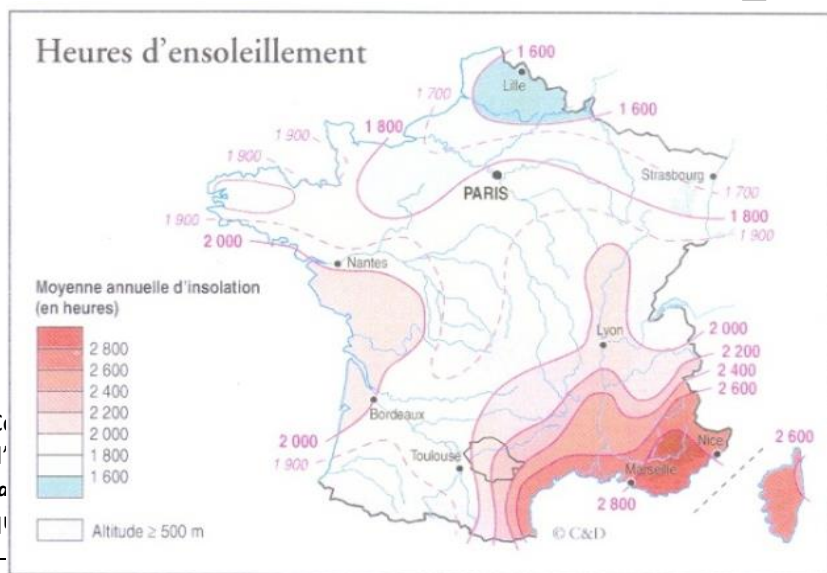 Heures d'ensoleillement
1 600
Lille
1 700
1 600
1 800
1 900
1 900
PARIS
Strasbourg
1 700
1 800
1 900
1 900
2 000
Nantes
Moyenne annuelle d'insolation
(en heures)
2 800
2 600
2 400
2 200
2 000
1 800
1 600
Altitude ≥ 500 m
Lyon
2 000
2 200
2 400
2 600
Bordeaux
2 000
1 900
Toulouse
Nice
Marseille
2 800
2 600
© C&D